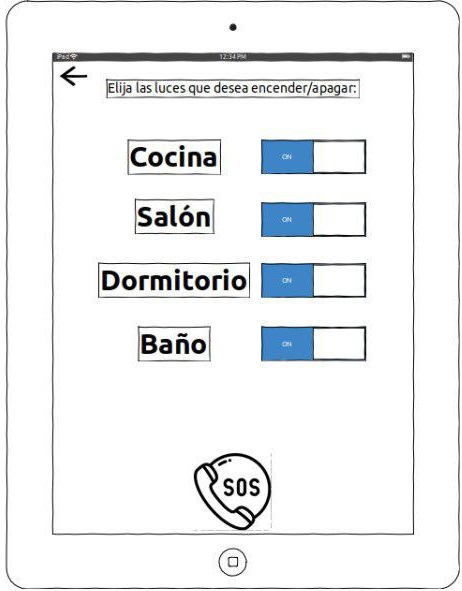 iPad
12:34 PM
Elija las luces que desea encender/apagar:
Cocina
ON
Salón
ON
Dormitorio
ON
Baño
ON
SOS